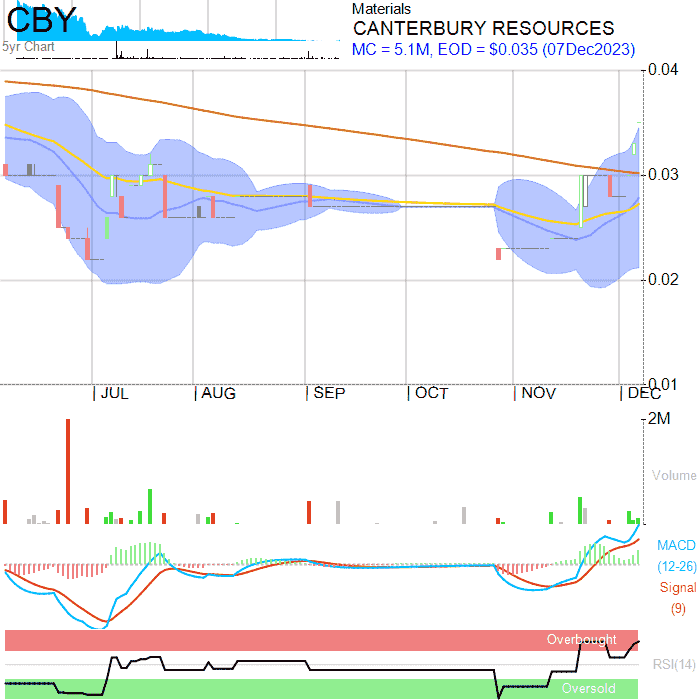 CBY
5yr Chart
Materials
CANTERBURY RESOURCES
MC = 5.1M, EOD = $0.035 (07Dec2023)
0.04
0.03
0.02
0.01
JUL
AUG
SEP
OCT
NOV
DEC
2M
Volume
MACD
(12-26)
Signal
(9)
Overbought
RSI(14)
Oversold